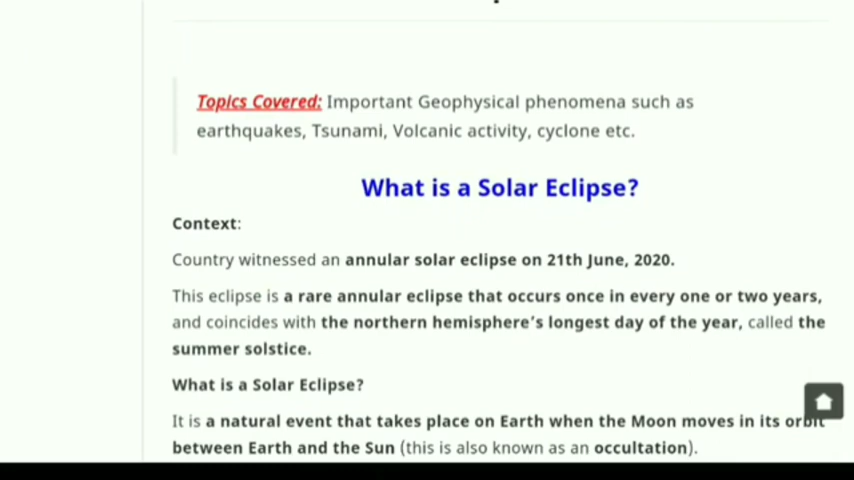 Topics Covered: Important Geophysical phenomena such as
earthquakes, Tsunami, Volcanic activity, cyclone etc.
What is a Solar Eclipse?
Context:
Country witnessed an annular solar eclipse on 21th June, 2020.
This eclipse is a rare annular eclipse that occurs once in every one or two years,
and coincides with the northern hemisphere's longest day of the year, called the
summer solstice.
What is a Solar Eclipse?
It is a natural event that takes place on Earth when the Moon moves in its orbit
between Earth and the Sun (this is also known as an occultation).